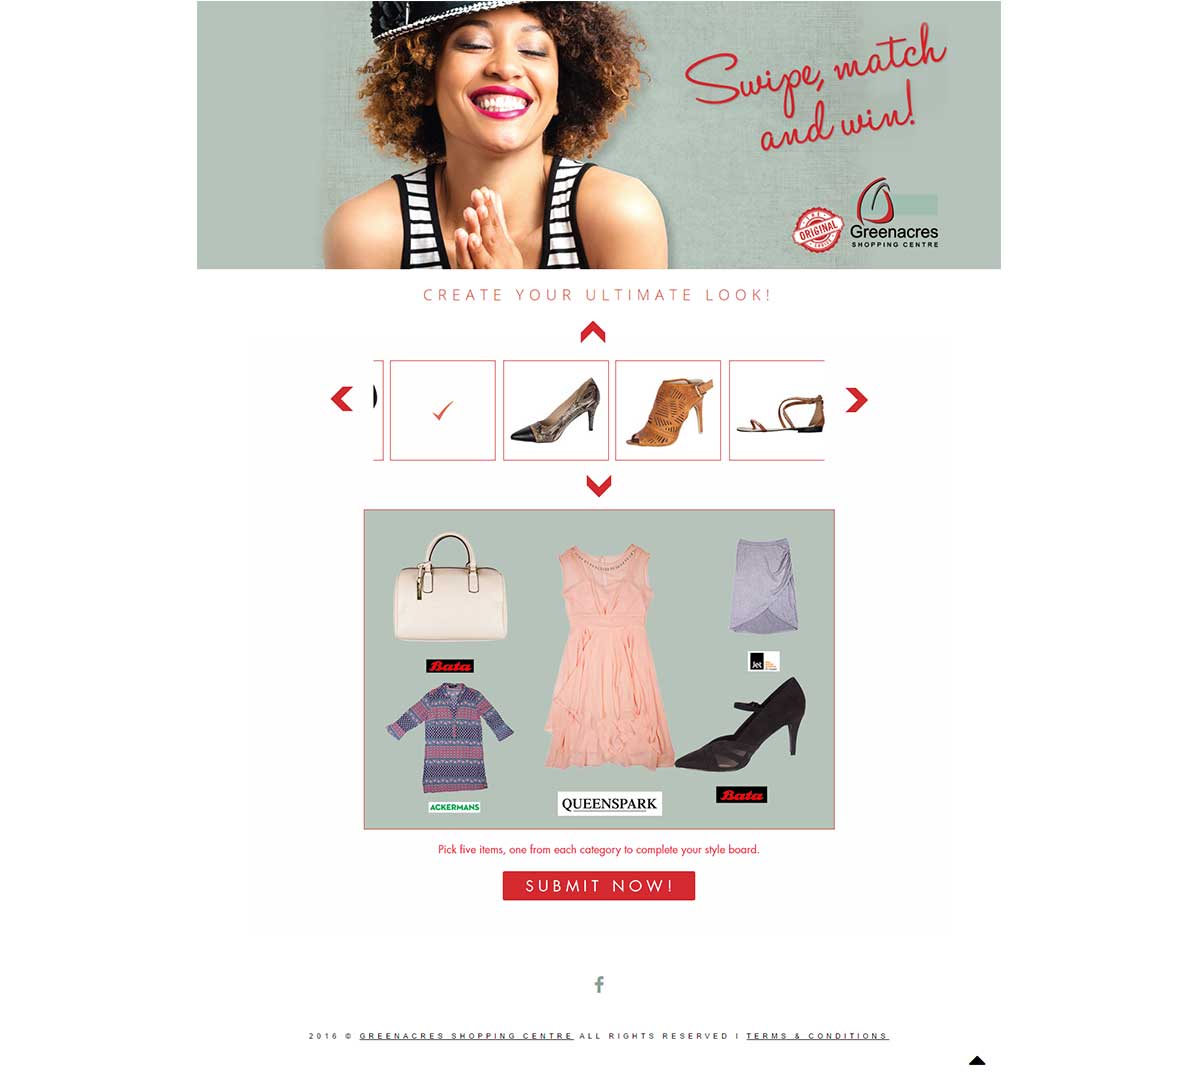 Swipe, match
and win!
THE
ORIGINAL
CHOICE
Greenacres
SHOPPING CENTRE
CREATE YOUR ULTIMATE LOOK!
Bata
Jet
ACKERMANS
QUEENSPARK
Bata
Pick five items, one from each category to complete your style board.
SUBMIT NOW!
2016 © GREENACRES SHOPPING CENTRE ALL RIGHTS RESERVED I TERMS & CONDITIONS